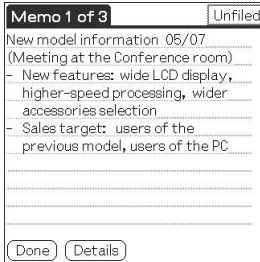 Memo 1 of 3 Unfiled
New model information 05/07
(Meeting at the Conference room)
- New features: wide LCD display,
higher-speed processing, wider
accessories selection
- Sales target: users of the
previous model, users of the PC
Done Details